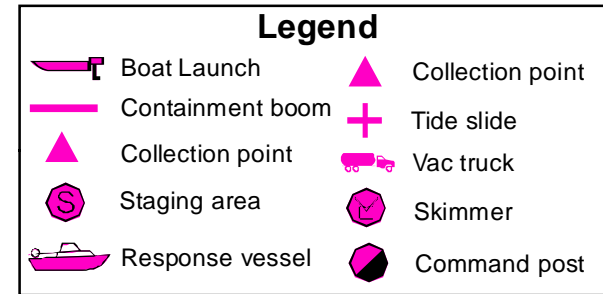 Legend
Boat Launch
Containment boom
Collection point
S
Staging area
Response vessel
Collection point
Tide slide
Vac truck
Skimmer
Command post